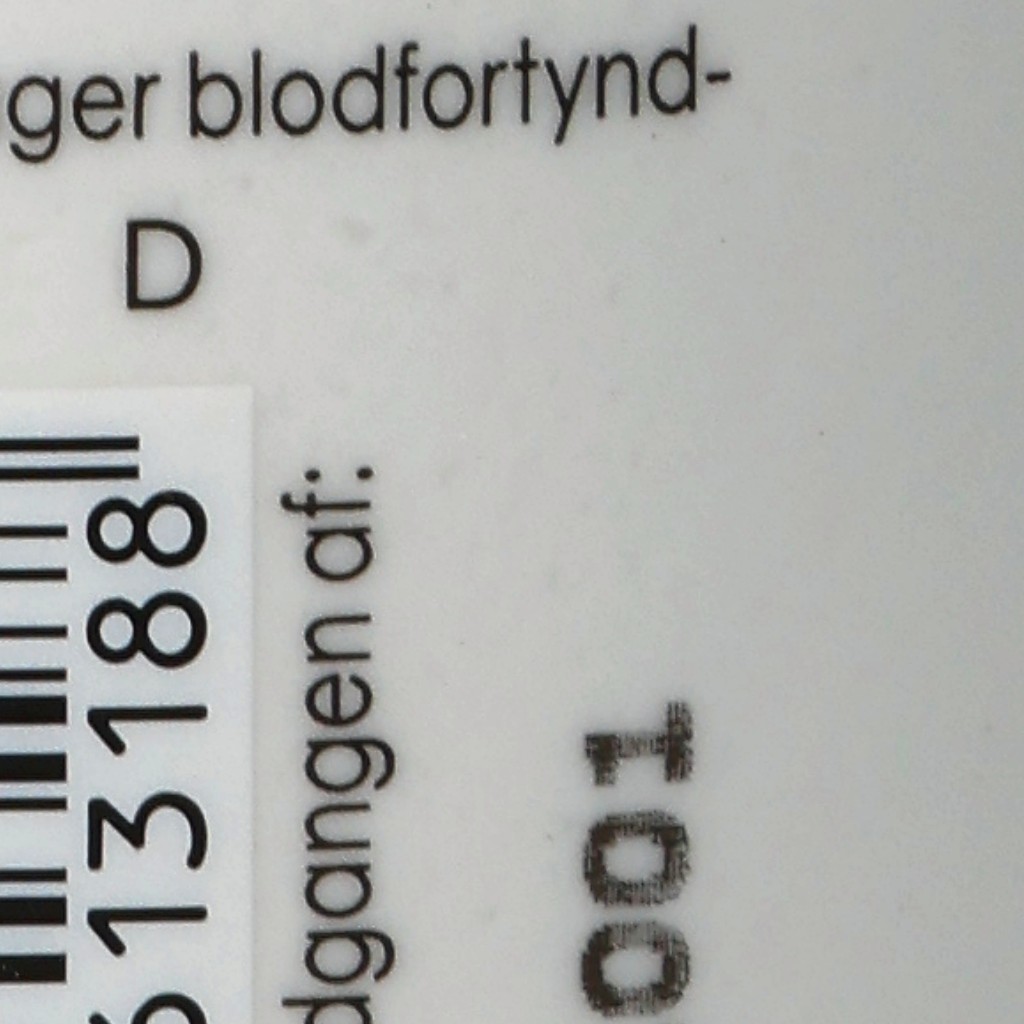 ger blodfortynd-
D
13188
dgangen af:
001